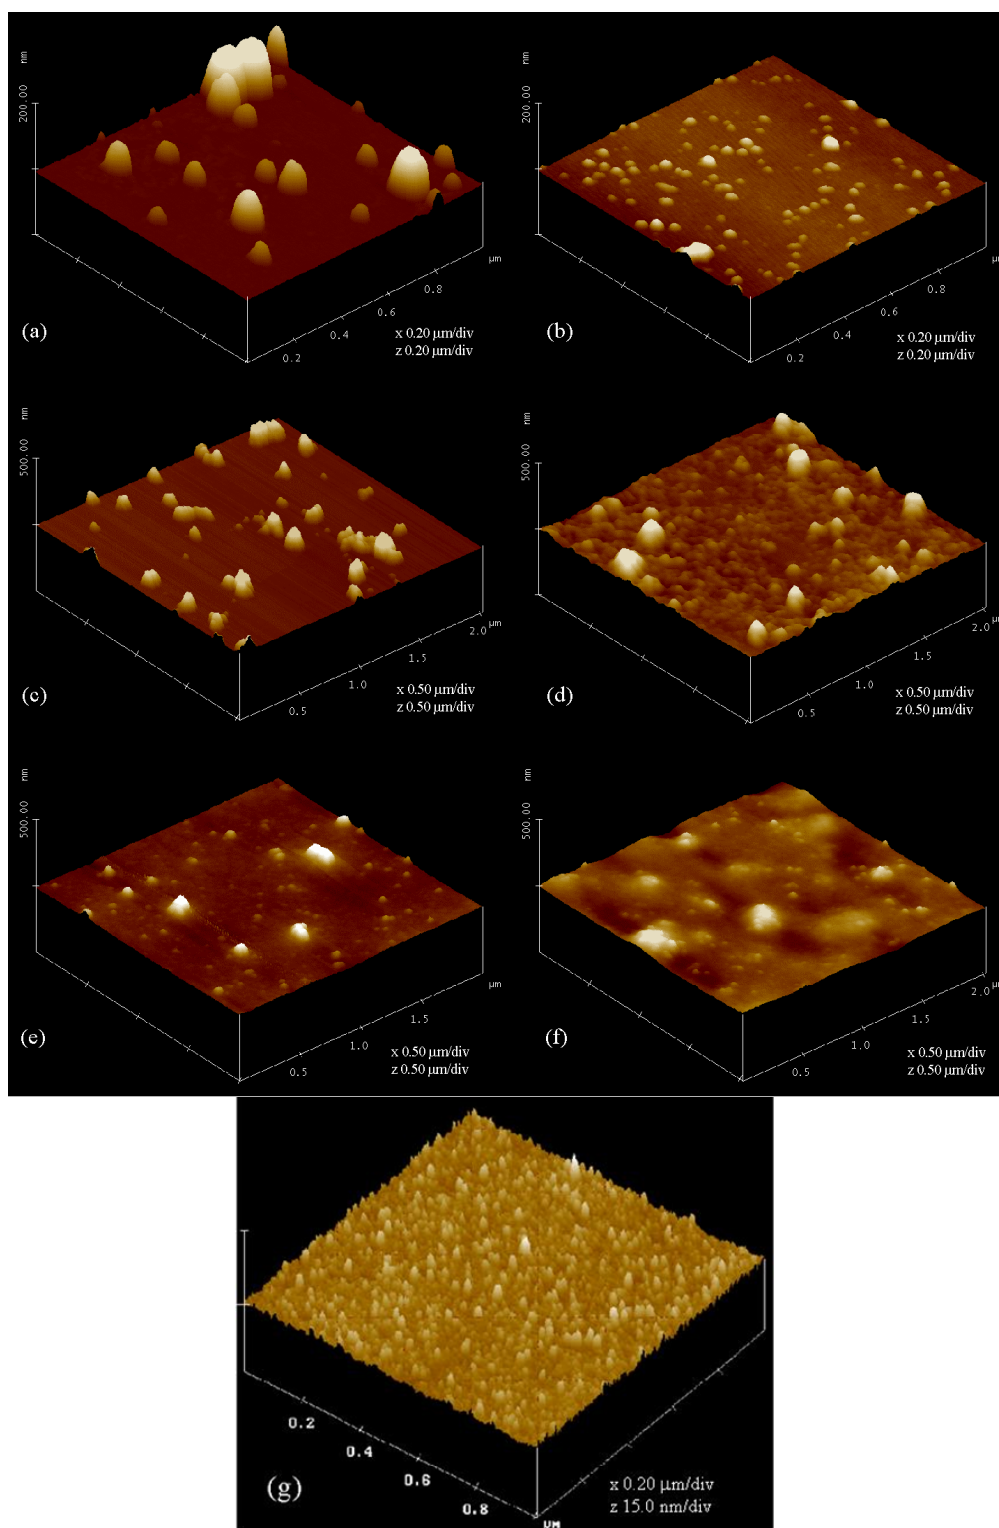 nm
200.00
0.2
0.4
0.6
0.8
µm
(a)
x 0.20 µm/div
z 0.20 µm/div
nm
200.00
0.2
0.4
0.6
0.8
µm
(b)
x 0.20 µm/div
z 0.20 µm/div
nm
500.00
0.5
1.0
1.5
2.0
µm
(c)
x 0.50 µm/div
z 0.50 µm/div
nm
500.00
0.5
1.0
1.5
2.0
µm
(d)
x 0.50 µm/div
z 0.50 µm/div
nm
500.00
0.5
1.0
1.5
µm
(e)
x 0.50 µm/div
z 0.50 µm/div
nm
500.00
0.5
1.0
1.5
2.0
µm
(f)
x 0.50 µm/div
z 0.50 µm/div
0.2
0.4
0.6
0.8
µm
(g)
x 0.20 µm/div
z 15.0 nm/div